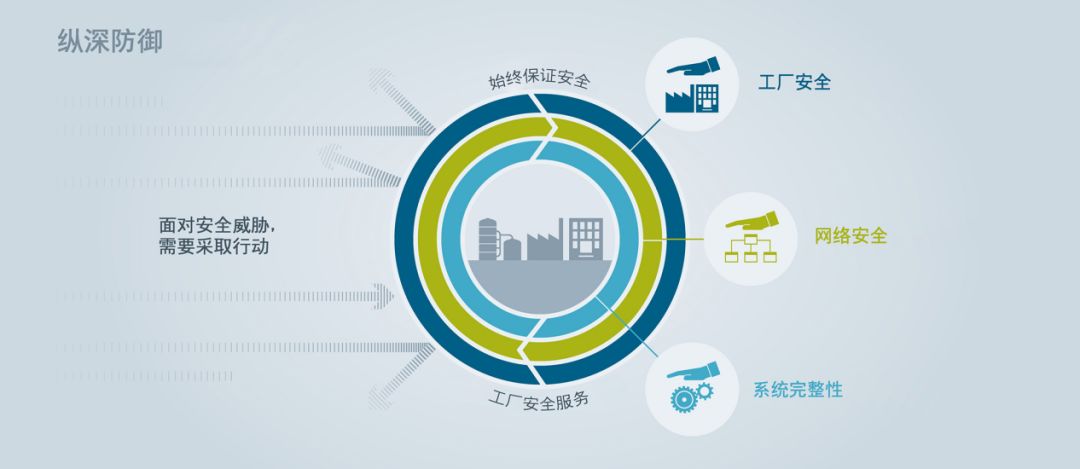 纵深防御
始终保证安全
工厂安全
面对安全威胁,
需要采取行动
网络安全
系统完整性
工厂安全服务